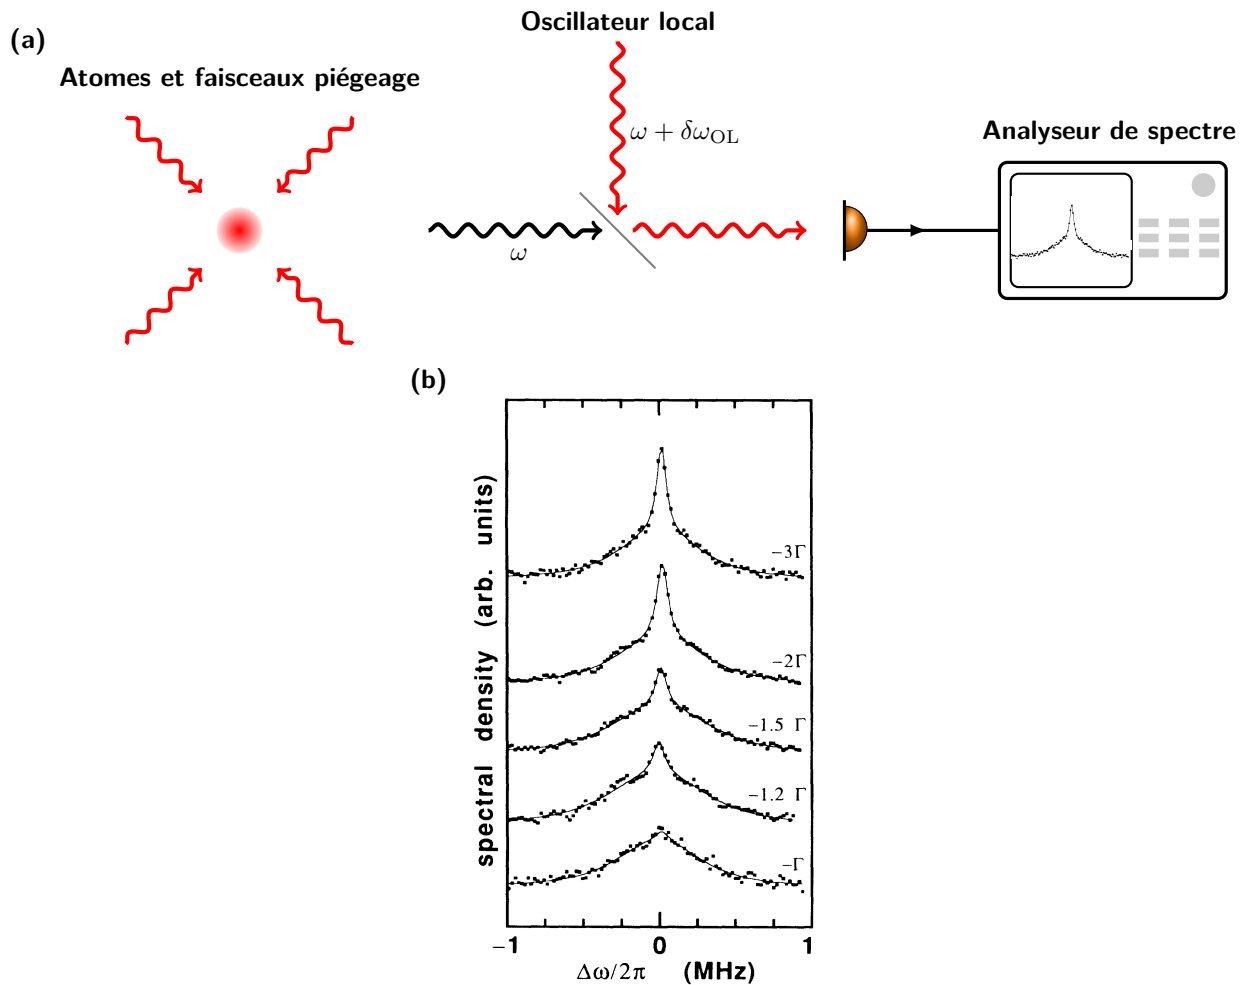 (a)
Oscillateur local
Atomes et faisceaux piégeage
ω + δω_OL
Analyseur de spectre
ω
(b)
spectral density (arb. units)
−3Γ
−2Γ
−1.5 Γ
−1.2 Γ
−Γ
−1 0 1
Δω/2π (MHz)